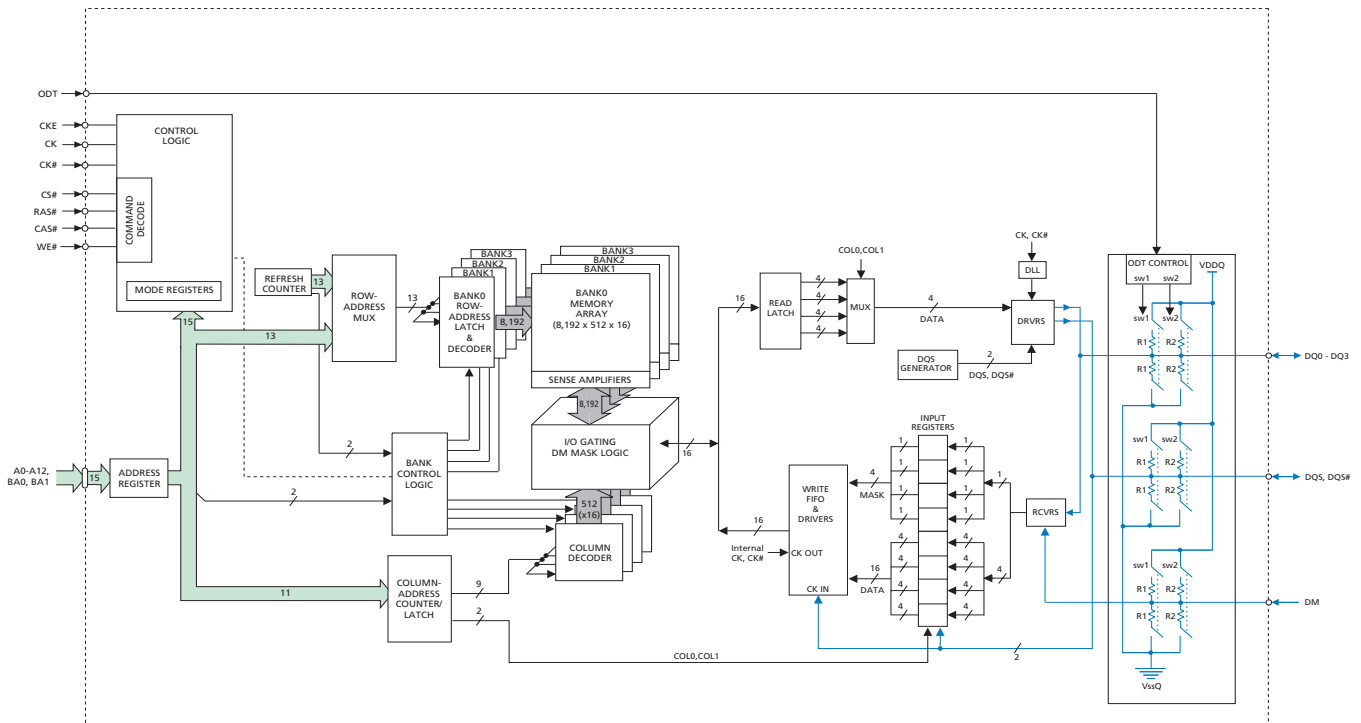 ODT
CKE
CK
CK#
CS#
RAS#
CAS#
WE#
CONTROL
LOGIC
COMMAND
DECODE
MODE REGISTERS
15
13
A0-A12,
BA0, BA1
15
ADDRESS
REGISTER
REFRESH
COUNTER
13
ROW-
ADDRESS
MUX
13
2
2
11
BANK3
BANK2
BANK1
BANK0
ROW-
ADDRESS
LATCH
&
DECODER
8,192
BANK3
BANK2
BANK1
BANK0
MEMORY
ARRAY
(8,192 x 512 x 16)
SENSE AMPLIFIERS
8,192
I/O GATING
DM MASK LOGIC
16
BANK
CONTROL
LOGIC
512
(x16)
COLUMN
DECODER
COLUMN-
ADDRESS
COUNTER/
LATCH
9
2
COL0,COL1
16
READ
LATCH
4
4
4
4
COL0,COL1
MUX
4
DATA
CK, CK#
DLL
DRVRS
DQS
GENERATOR
2
DQS, DQS#
INPUT
REGISTERS
1
1
1
1
1
1
1
1
1
4
MASK
4
4
4
4
4
4
4
4
4
16
DATA
WRITE
FIFO
&
DRIVERS
CK OUT
CK IN
16
Internal
CK, CK#
RCVRS
2
ODT CONTROL
sw1
sw2
VDDQ
sw1
sw2
R1
R2
R1
R2
sw1
sw2
R1
R2
R1
R2
sw1
sw2
R1
R2
R1
R2
VssQ
DQ0 - DQ3
DQS, DQS#
DM